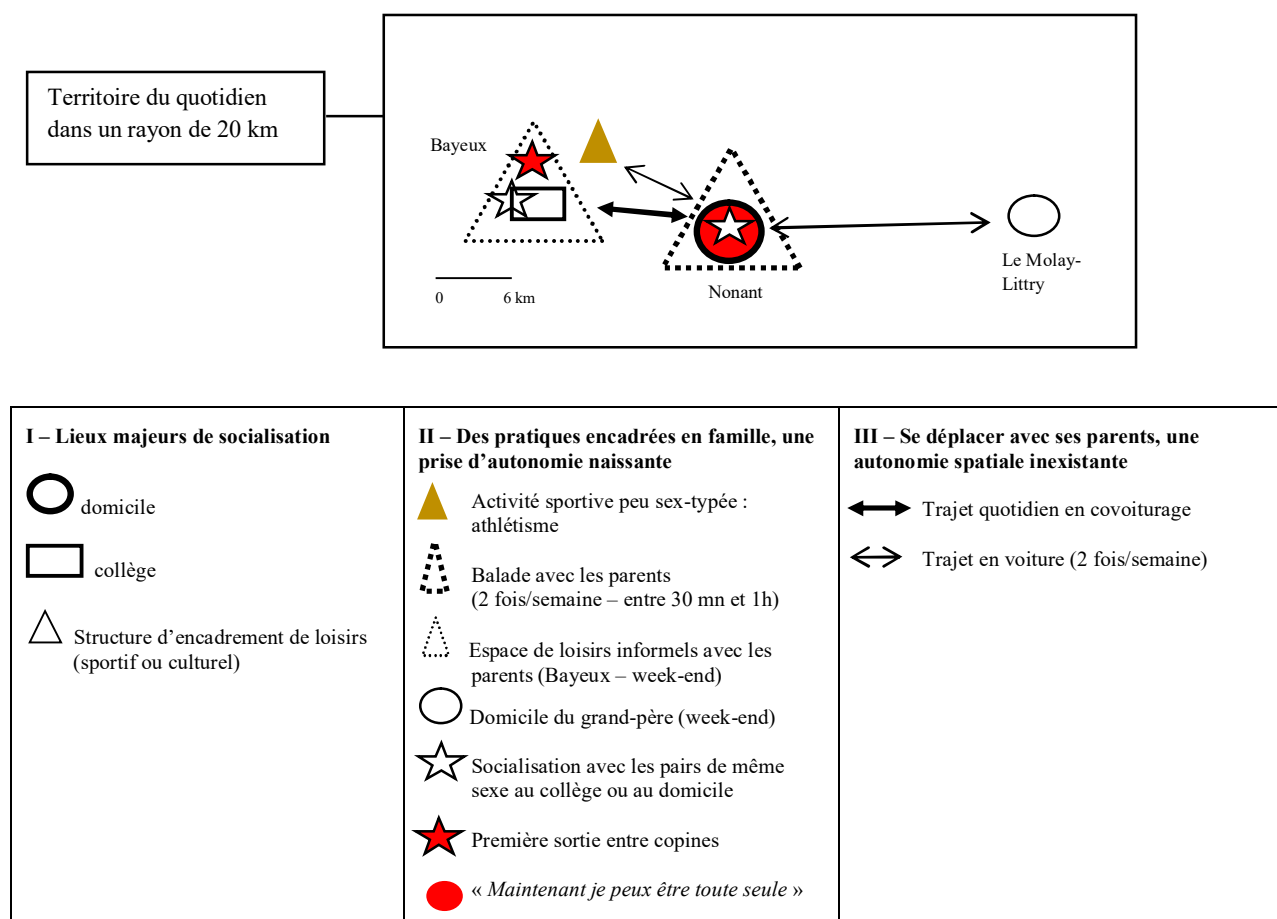 Territoire du quotidien
dans un rayon de 20 km
Bayeux
0 6 km
Nonant
Le Molay-
Littry
I – Lieux majeurs de socialisation
domicile
collège
Structure d'encadrement de loisirs
(sportif ou culturel)
II – Des pratiques encadrées en famille, une
prise d'autonomie naissante
Activité sportive peu sex-typée :
athlétisme
Balade avec les parents
(2 fois/semaine – entre 30 mn et 1h)
Espace de loisirs informels avec les
parents (Bayeux – week-end)
Domicile du grand-père (week-end)
Socialisation avec les pairs de même
sexe au collège ou au domicile
Première sortie entre copines
« Maintenant je peux être toute seule »
III – Se déplacer avec ses parents, une
autonomie spatiale inexistante
Trajet quotidien en covoiturage
Trajet en voiture (2 fois/semaine)